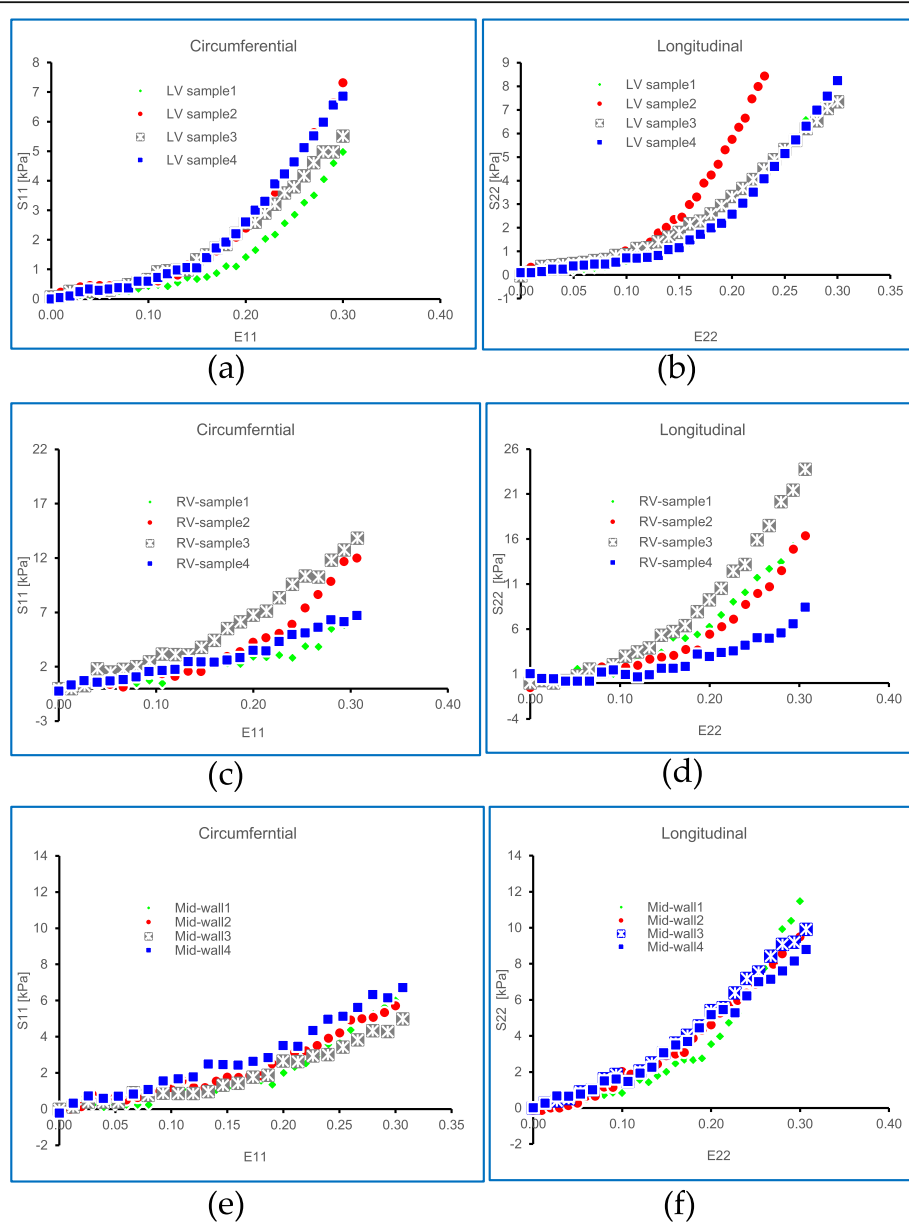 Circumferential
8
7
6
5
4
3
2
1
0
S11 [kPa]
LV sample1
LV sample2
LV sample3
LV sample4
0.00 0.10 0.20 0.30 0.40
E11
(a)
Longitudinal
9
8
7
6
5
4
3
2
1
0
-1
S22 [kPa]
LV sample1
LV sample2
LV sample3
LV sample4
0.00 0.05 0.10 0.15 0.20 0.25 0.30 0.35
E22
(b)
Circumferntial
22
17
12
7
2
-3
S11 [kPa]
RV-sample1
RV-sample2
RV-sample3
RV-sample4
0.00 0.10 0.20 0.30 0.40
E11
(c)
Longitudinal
26
21
16
11
6
1
-4
S22 [kPa]
RV-sample1
RV-sample2
RV-sample3
RV-sample4
0.00 0.10 0.20 0.30 0.40
E22
(d)
Circumferntial
14
12
10
8
6
4
2
0
-2
S11 [kPa]
Mid-wall1
Mid-wall2
Mid-wall3
Mid-wall4
0.00 0.05 0.10 0.15 0.20 0.25 0.30 0.35
E11
(e)
Longitudinal
14
12
10
8
6
4
2
0
-2
S22 [kPa]
Mid-wall1
Mid-wall2
Mid-wall3
Mid-wall4
0.00 0.10 0.20 0.30 0.40
E22
(f)